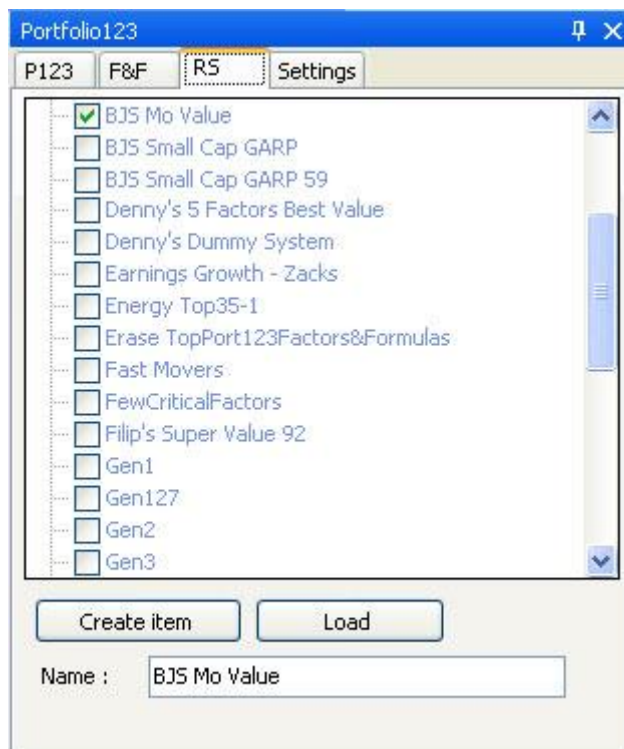 Portfolio123
P123 F&F RS Settings
BJS Mo Value
BJS Small Cap GARP
BJS Small Cap GARP 59
Denny's 5 Factors Best Value
Denny's Dummy System
Earnings Growth - Zacks
Energy Top35-1
Erase TopPort123Factors&Formulas
Fast Movers
FewCriticalFactors
Filip's Super Value 92
Gen1
Gen127
Gen2
Gen3
Create item Load
Name : BJS Mo Value